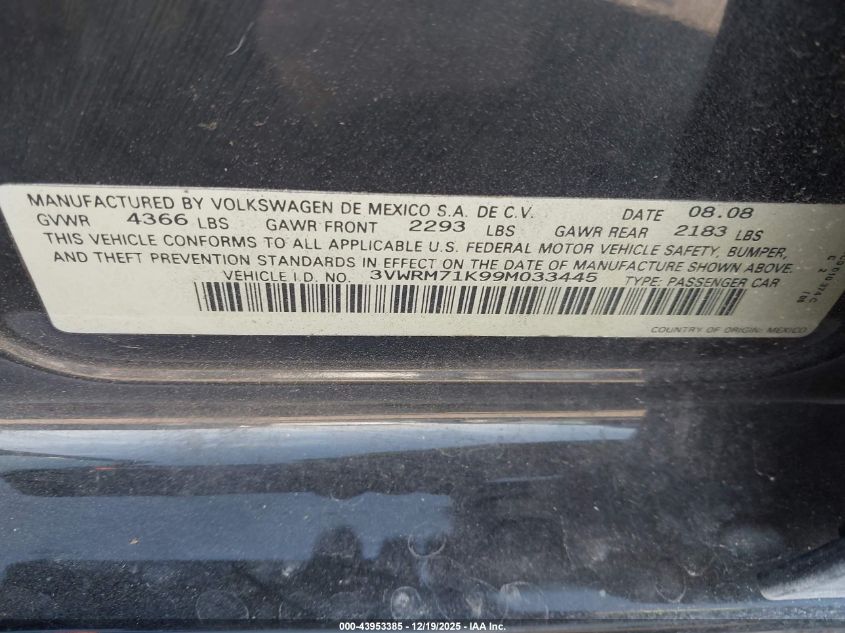 MANUFACTURED BY VOLKSWAGEN DE MEXICO S.A. DE C.V. DATE 08.08
GVWR 4366 LBS GAWR FRONT 2293 LBS GAWR REAR 2183 LBS
THIS VEHICLE CONFORMS TO ALL APPLICABLE U.S. FEDERAL MOTOR VEHICLE SAFETY, BUMPER,
AND THEFT PREVENTION STANDARDS IN EFFECT ON THE DATE OF MANUFACTURE SHOWN ABOVE.
VEHICLE I.D. NO. 3VWRM71K99M033445 TYPE: PASSENGER CAR
COUNTRY OF ORIGIN: MEXICO
000-43953385 - 12/19/2025 - IAA Inc.